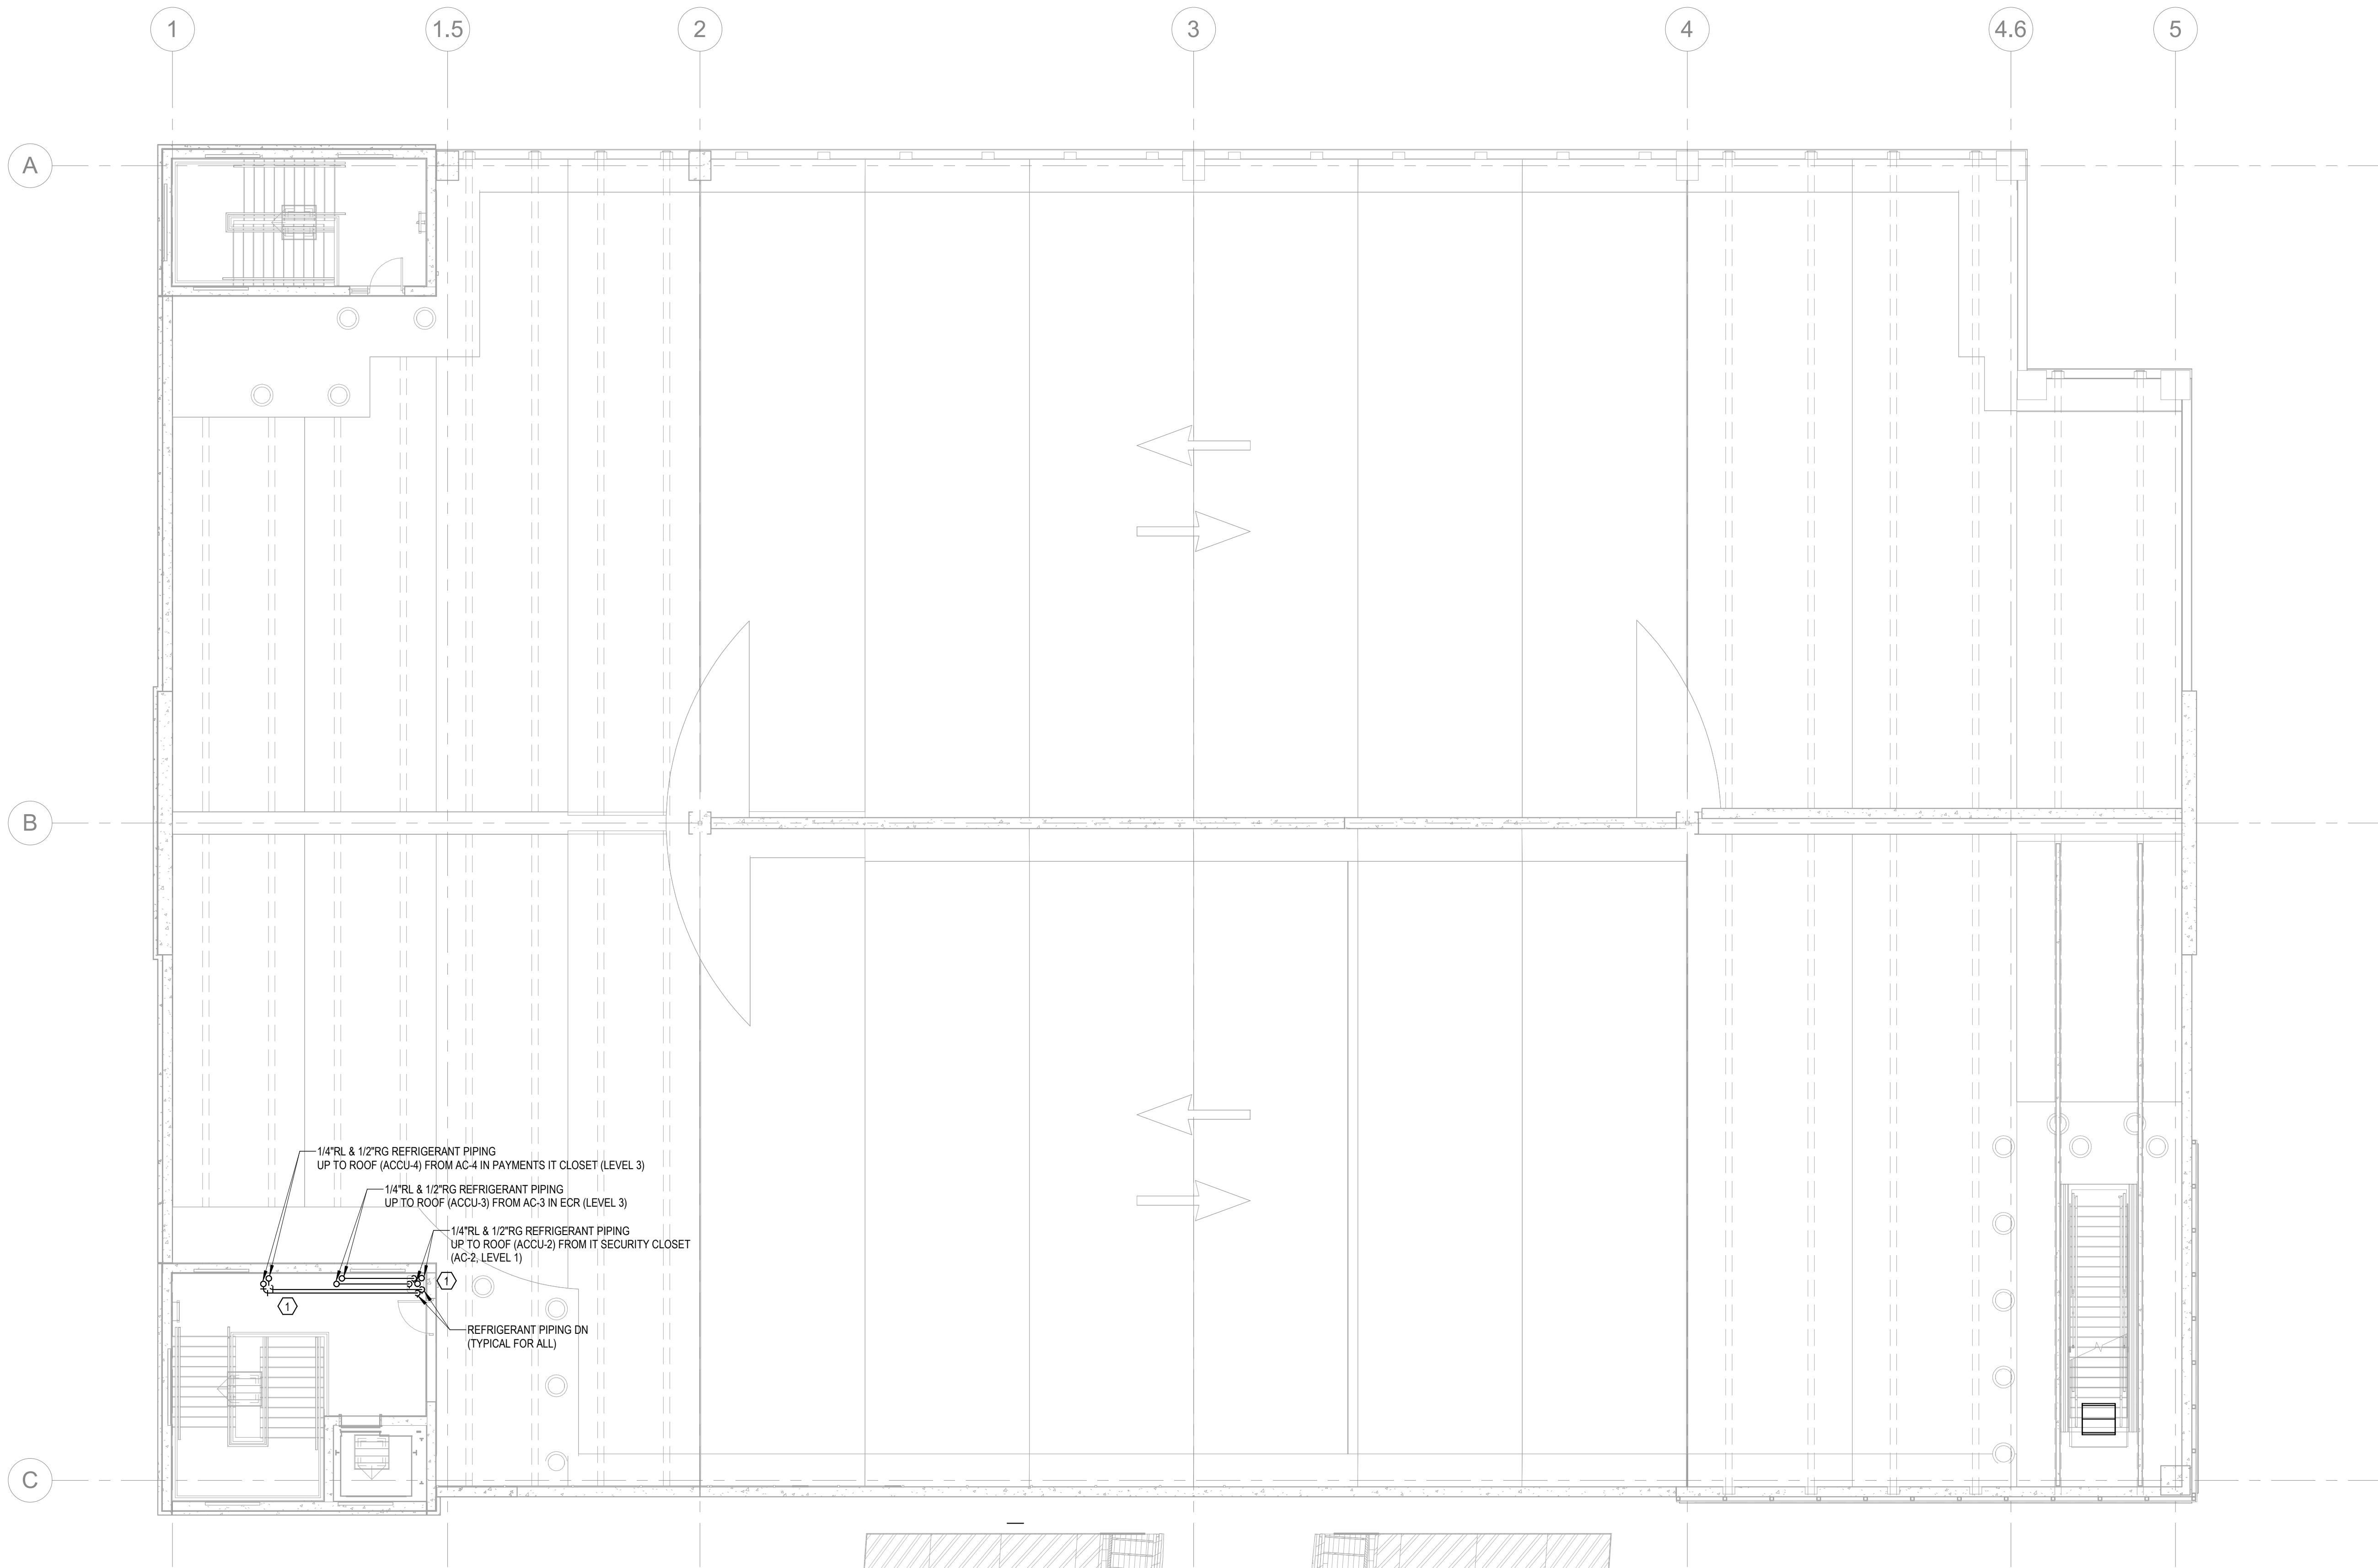 1
1.5
2
3
4
4.6
5
A
B
1/4"RL & 1/2"RG REFRIGERANT PIPING
UP TO ROOF (ACCU-4) FROM AC-4 IN PAYMENTS IT CLOSET (LEVEL 3)
1/4"RL & 1/2"RG REFRIGERANT PIPING
UP TO ROOF (ACCU-3) FROM AC-3 IN ECR (LEVEL 3)
1/4"RL & 1/2"RG REFRIGERANT PIPING
UP TO ROOF (ACCU-2) FROM IT SECURITY CLOSET
(AC-2, LEVEL 1)
1
1
REFRIGERANT PIPING DN
(TYPICAL FOR ALL)
C